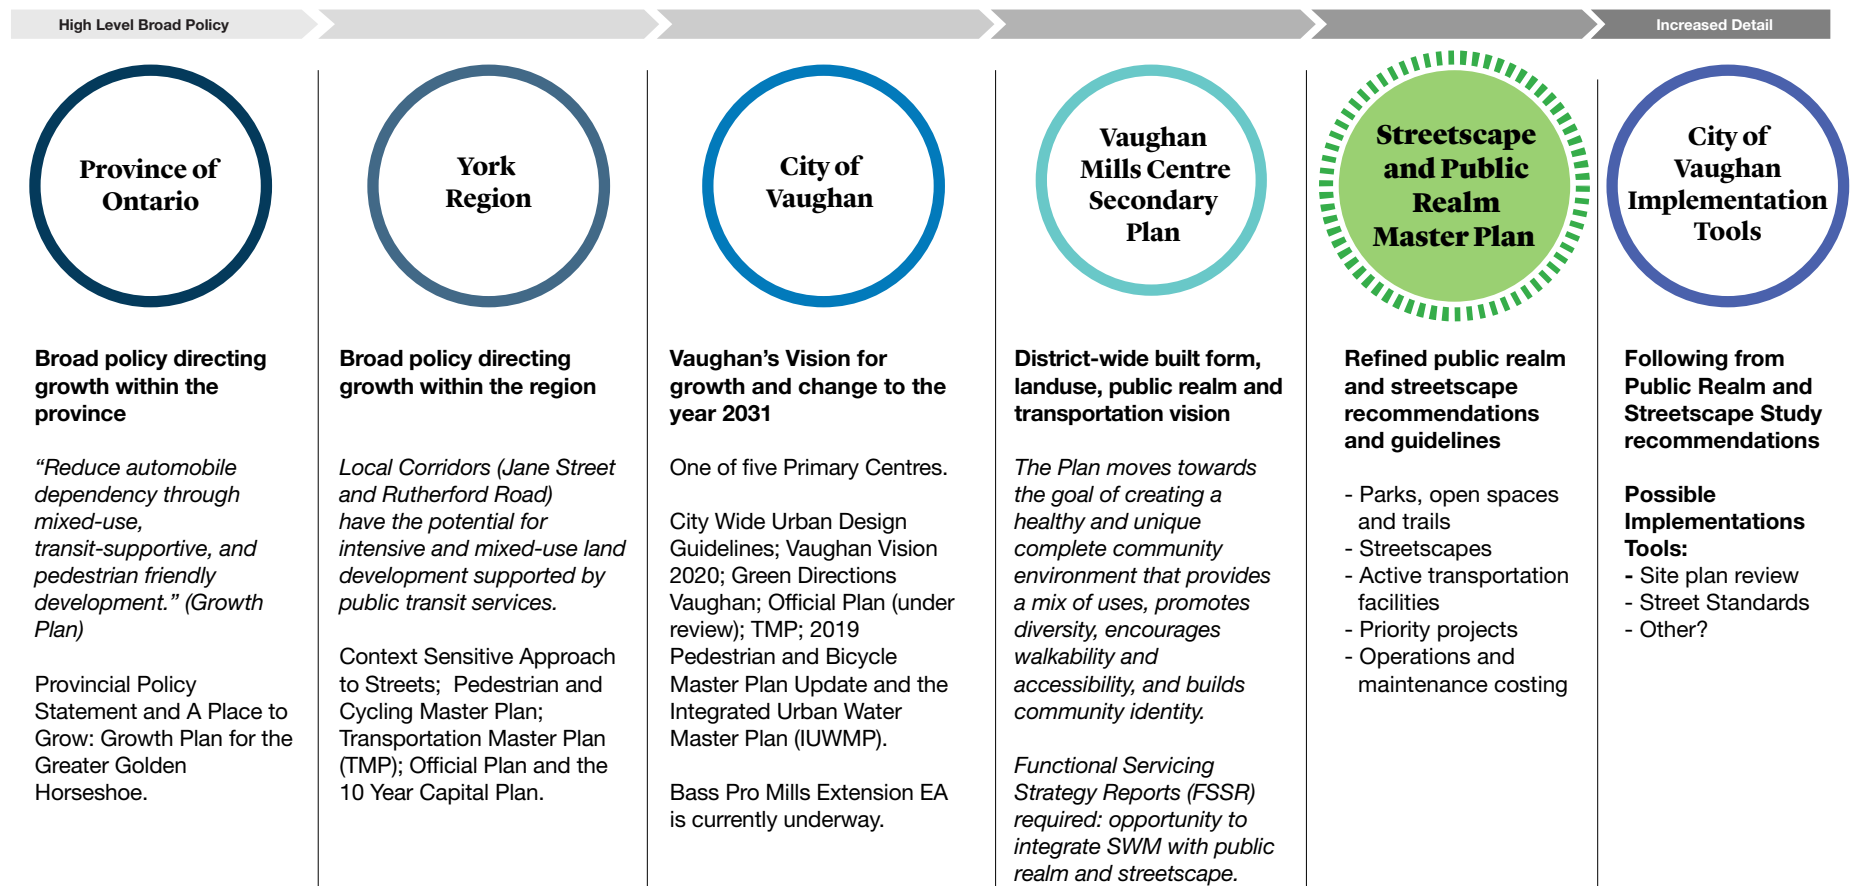 High Level Broad Policy
Increased Detail
Province of
Ontario
Broad policy directing
growth within the
province
“Reduce automobile
dependency through
mixed-use,
transit-supportive, and
pedestrian friendly
development.” (Growth
Plan)
Provincial Policy
Statement and A Place to
Grow: Growth Plan for the
Greater Golden
Horseshoe.
York
Region
Broad policy directing
growth within the region
Local Corridors (Jane Street
and Rutherford Road)
have the potential for
intensive and mixed-use land
development supported by
public transit services.
Context Sensitive Approach
to Streets;  Pedestrian and
Cycling Master Plan;
Transportation Master Plan
(TMP); Official Plan and the
10 Year Capital Plan.
City of
Vaughan
Vaughan’s Vision for
growth and change to the
year 2031
One of five Primary Centres.
City Wide Urban Design
Guidelines; Vaughan Vision
2020; Green Directions
Vaughan; Official Plan (under
review); TMP; 2019
Pedestrian and Bicycle
Master Plan Update and the
Integrated Urban Water
Master Plan (IUWMP).
Bass Pro Mills Extension EA
is currently underway.
Vaughan
Mills Centre
Secondary
Plan
District-wide built form,
landuse, public realm and
transportation vision
The Plan moves towards
the goal of creating a
healthy and unique
complete community
environment that provides
a mix of uses, promotes
diversity, encourages
walkability and
accessibility, and builds
community identity.
Functional Servicing
Strategy Reports (FSSR)
required: opportunity to
integrate SWM with public
realm and streetscape.
Streetscape
and Public
Realm
Master Plan
Refined public realm
and streetscape
recommendations
and guidelines
- Parks, open spaces
and trails
- Streetscapes
- Active transportation
facilities
- Priority projects
- Operations and
maintenance costing
City of
Vaughan
Implementation
Tools
Following from
Public Realm and
Streetscape Study
recommendations
Possible
Implementations
Tools:
- Site plan review
- Street Standards
- Other?